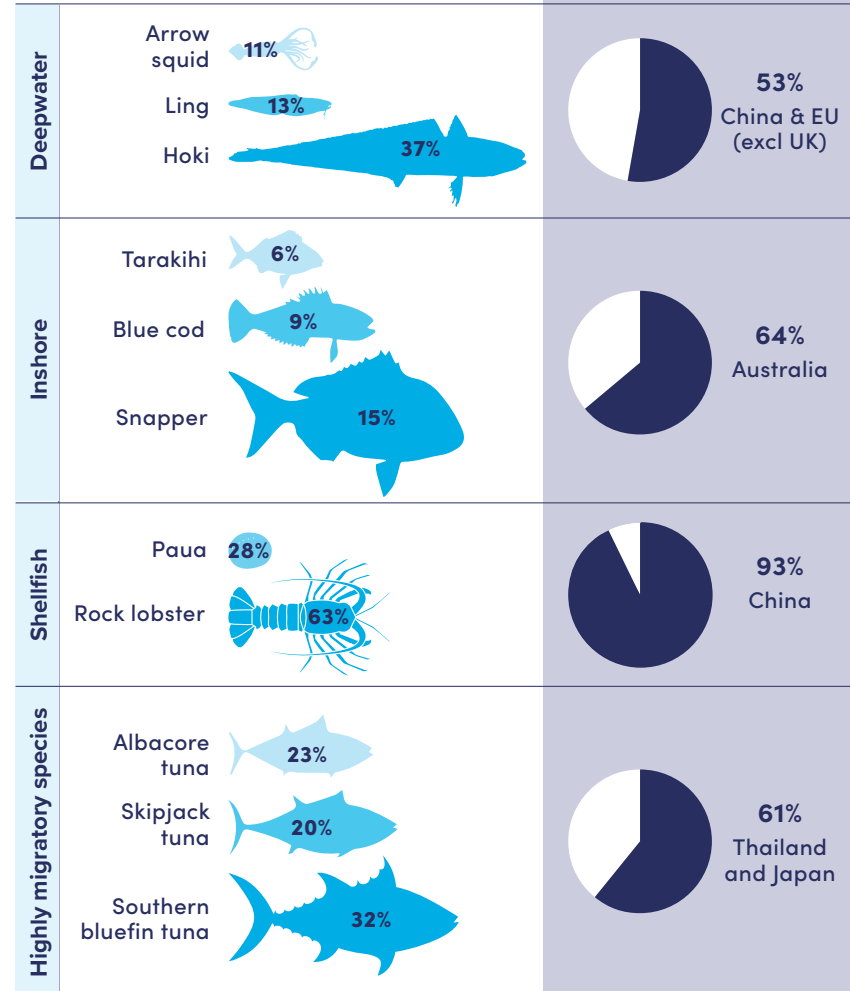 Deepwater
Arrow
squid
11%
Ling
13%
Hoki
37%
53%
China & EU
(excl UK)
Inshore
Tarakihi
6%
Blue cod
9%
Snapper
15%
64%
Australia
Shellfish
Paua
28%
Rock lobster
63%
93%
China
Highly migratory species
Albacore
tuna
23%
Skipjack
tuna
20%
Southern
bluefin tuna
32%
61%
Thailand
and Japan